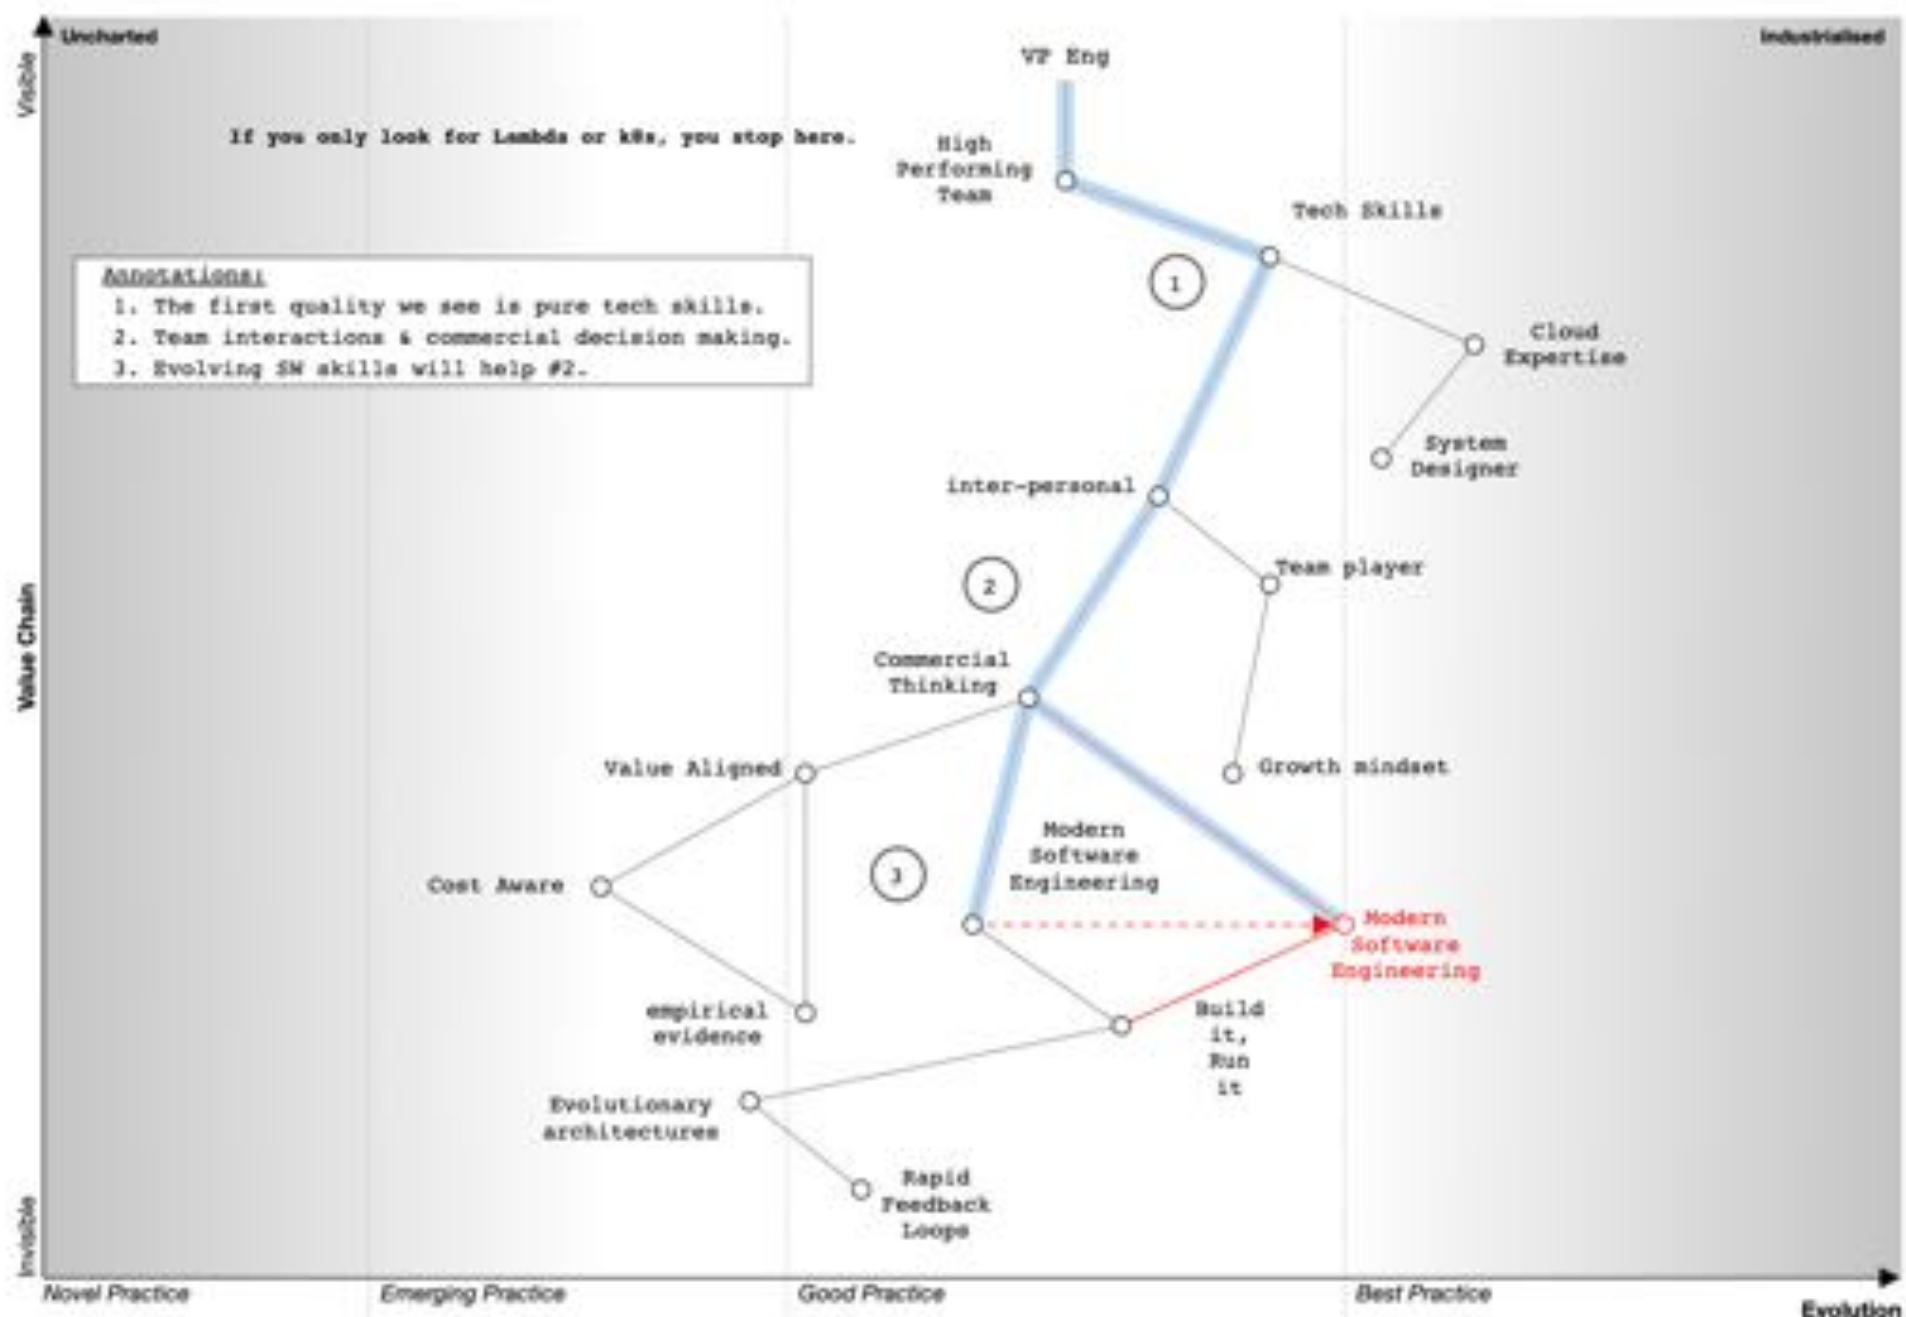 Uncharted
Industrialised
Visible
VP Eng
If you only look for Lambda or k8s, you stop here.
High
Performing
Team
Tech Skills
Annotations:
1. The first quality we see is pure tech skills.
2. Team interactions & commercial decision making.
3. Evolving SW skills will help #2.
1
Cloud
Expertise
System
Designer
inter-personal
2
Team player
Value Chain
Commercial
Thinking
Value Aligned
Growth mindset
Modern
Software
Engineering
3
Cost Aware
Modern
Software
Engineering
empirical
evidence
Build
it,
Run
it
Evolutionary
architectures
Rapid
Feedback
Loops
Invisible
Novel Practice
Emerging Practice
Good Practice
Best Practice
Evolution